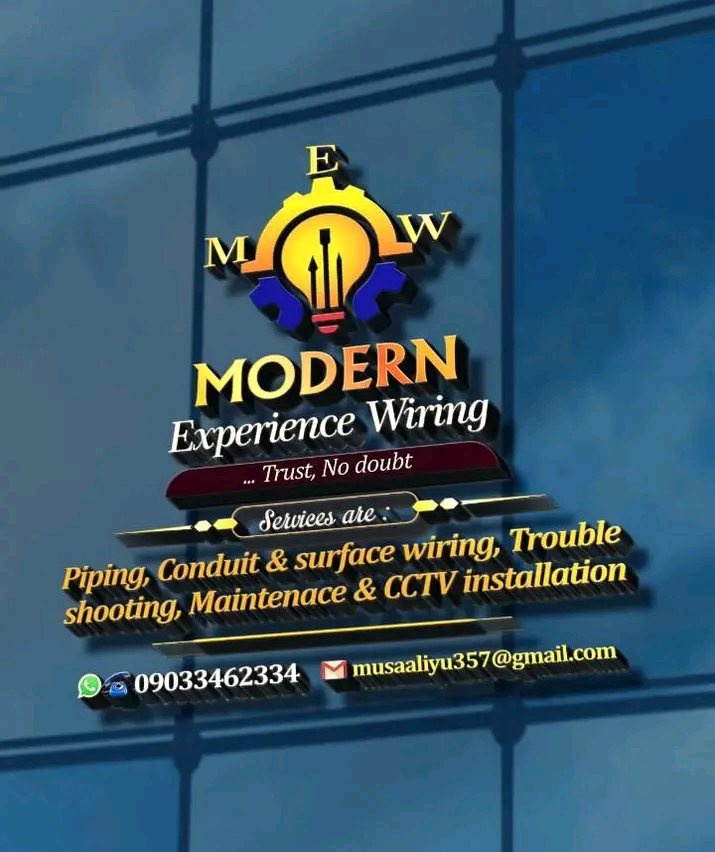 E
M W
MODERN
Experience Wiring
... Trust, No doubt
Services are :
Piping, Conduit & surface wiring, Trouble
shooting, Maintenace & CCTV installation
09033462334 musaaliyu357@gmail.com